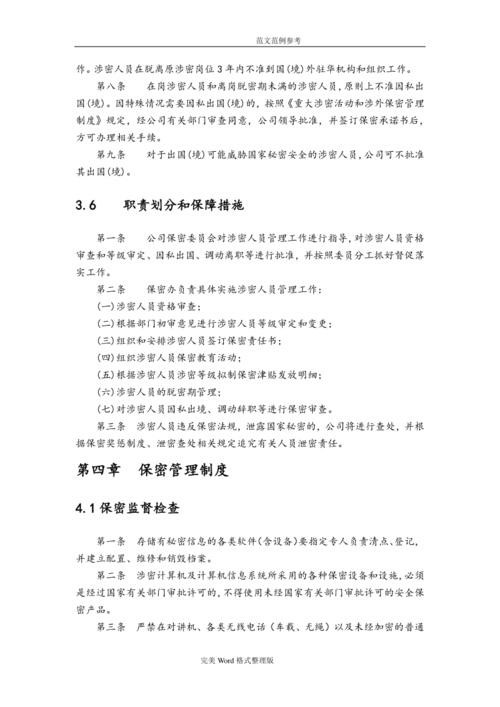 范文范例参考
作。涉密人员在脱离原涉密岗位3年内不准到国(境)外驻华机构和组织工作。
第八条 在岗涉密人员和离岗脱密期未满的涉密人员,原则上不准因私出
国(境)。因特殊情况需要因私出国(境)的,按照《重大涉密活动和涉外保密管理
制度》规定,经公司有关部门审查同意,公司领导批准,并签订保密承诺书后,
方可办理相关手续。
第九条 对于出国(境)可能威胁国家秘密安全的涉密人员,公司可不批准
其出国(境)。
3.6 职责划分和保障措施
第一条 公司保密委员会对涉密人员管理工作进行指导,对涉密人员资格
审查和等级审定、因私出国、调动离职等进行批准,并按照委员分工抓好督促落
实工作。
第二条 保密办负责具体实施涉密人员管理工作:
(一)涉密人员资格审查;
(二)根据部门初审意见进行涉密人员等级审定和变更;
(三)组织和安排涉密人员签订保密责任书;
(四)组织涉密人员保密教育活动;
(五)根据涉密人员涉密等级拟制保密津贴发放明细;
(六)涉密人员的脱密期管理;
(七)对涉密人员因私出境、调动辞职等进行保密审查。
第三条 涉密人员违反保密法规,泄露国家秘密的,公司将进行查处,并根
据保密奖惩制度、泄密查处相关规定追究有关人员泄密责任。
第四章 保密管理制度
4.1保密监督检查
第一条 存储有秘密信息的各类软件(含设备)要指定专人负责清点、登记,
并建立配置、维修和销毁档案。
第二条 涉密计算机及计算机信息系统所采用的各种保密设备和设施,必须
是经过国家有关部门审批许可的,不得使用未经国家有关部门审批许可的安全保
密产品。
第三条 严禁在对讲机、各类无线电话(车载、无绳)以及未经加密的普通
完美Word格式整理版